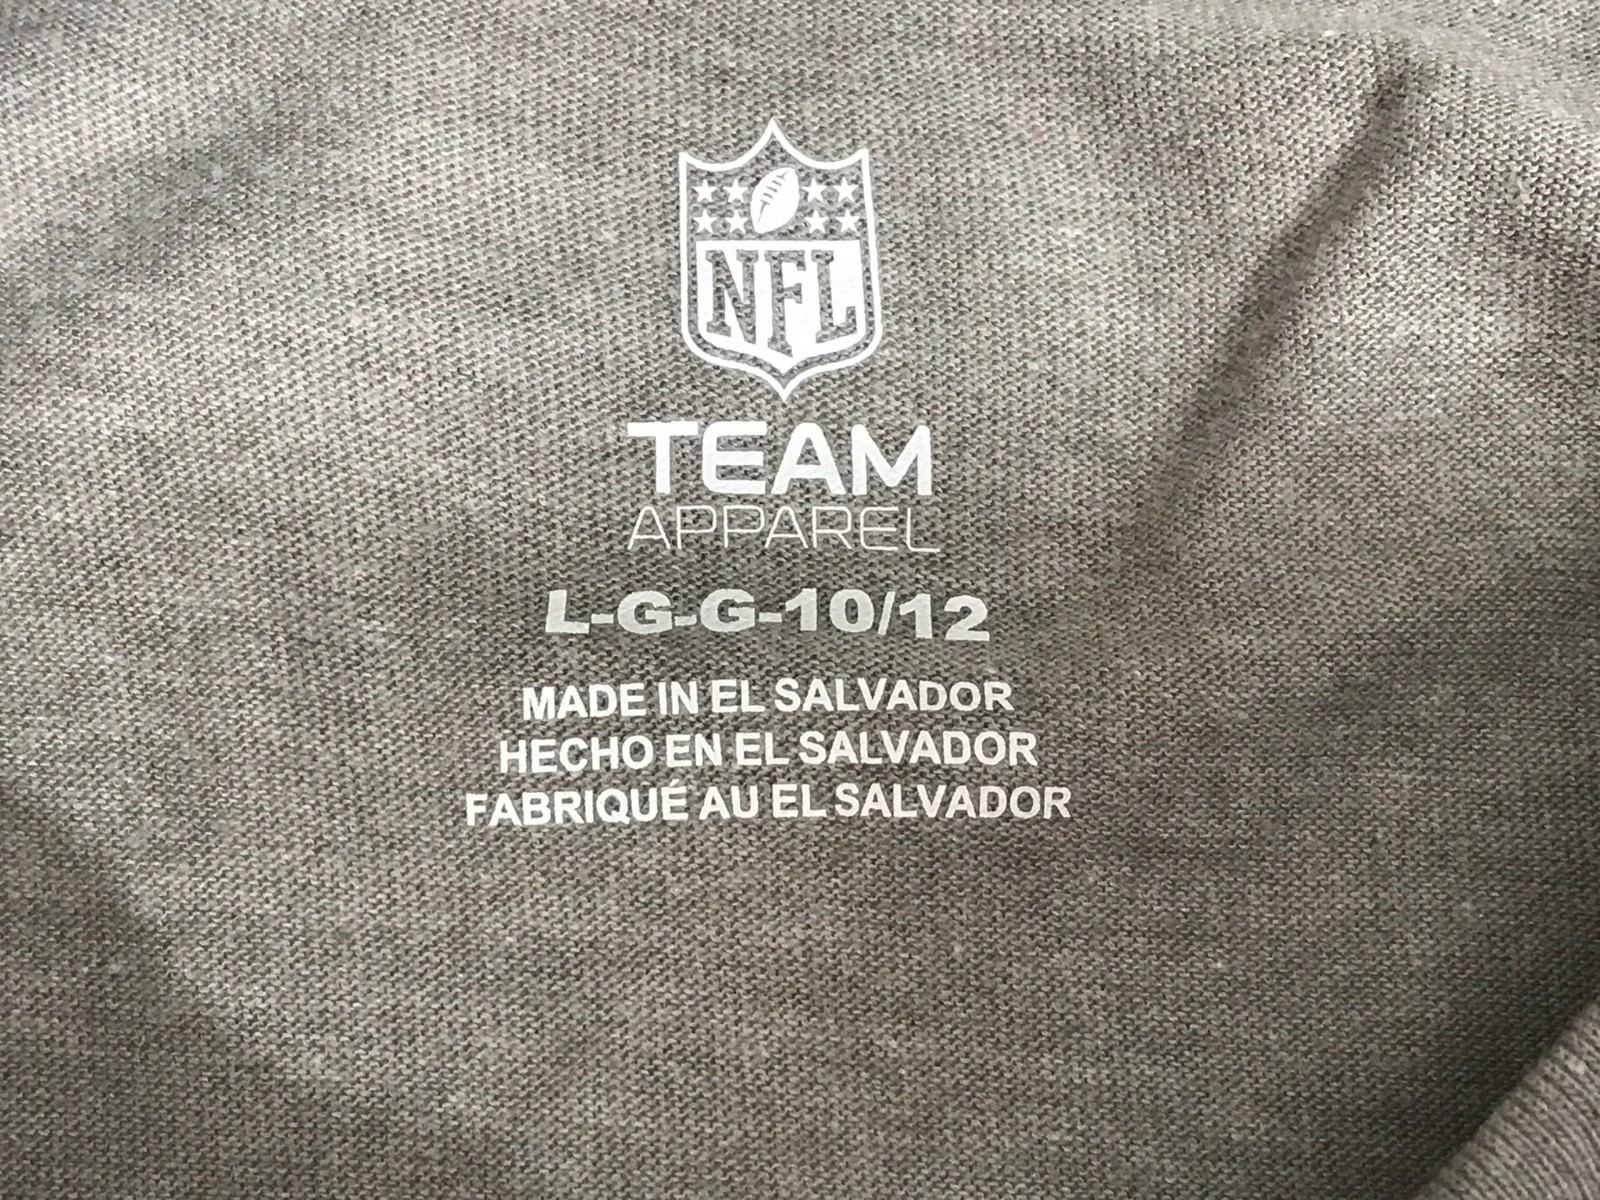 NFL
TEAM
APPAREL
L-G-G-10/12
MADE IN EL SALVADOR
HECHO EN EL SALVADOR
FABRIQUÉ AU EL SALVADOR